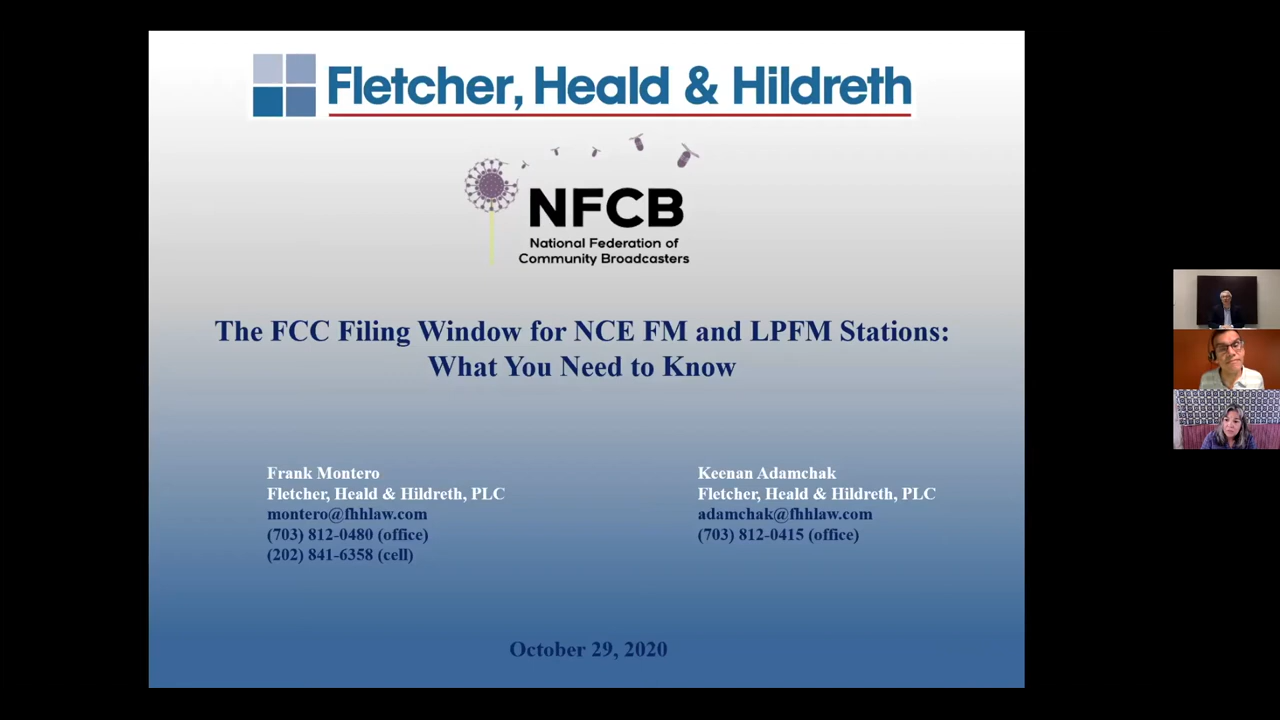 Fletcher, Heald & Hildreth
NFCB
National Federation of
Community Broadcasters
The FCC Filing Window for NCE FM and LPFM Stations:
What You Need to Know
Frank Montero
Fletcher, Heald & Hildreth, PLC
montero@fhhlaw.com
(703) 812-0480 (office)
(202) 841-6358 (cell)
Keenan Adamchak
Fletcher, Heald & Hildreth, PLC
adamchak@fhhlaw.com
(703) 812-0415 (office)
October 29, 2020